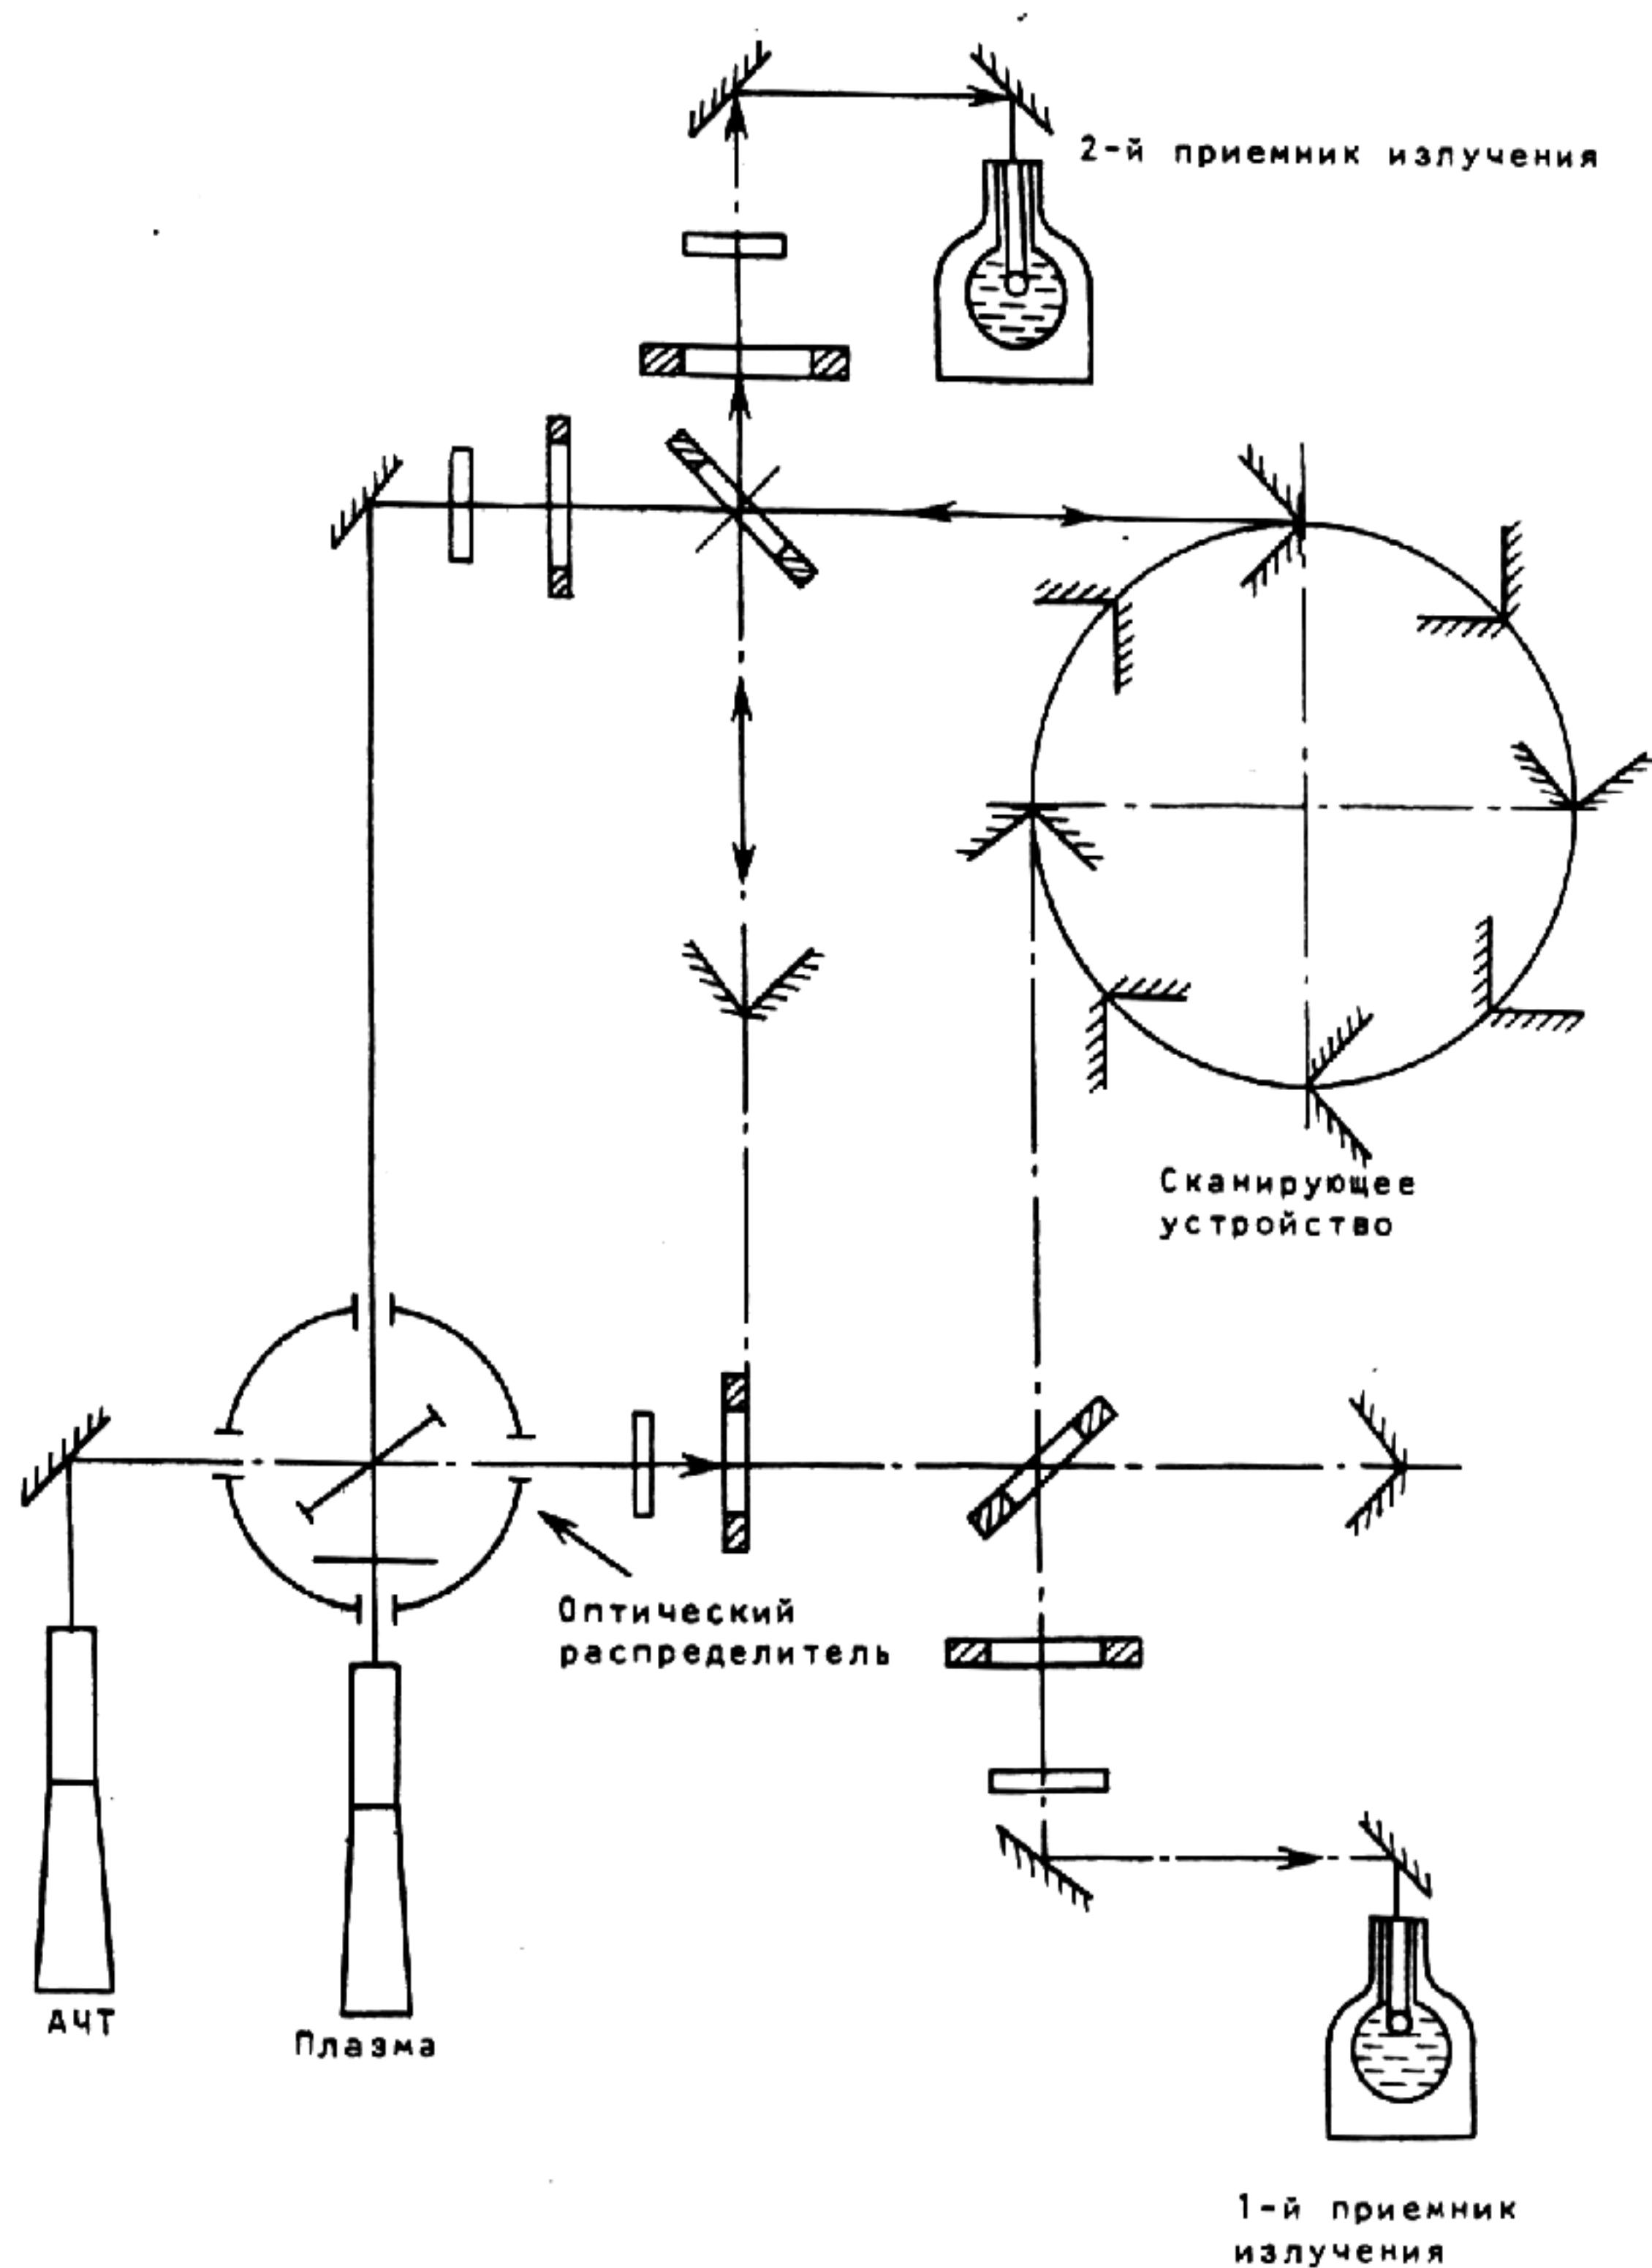 2-й приемник излучения
Сканирующее
устройство
Оптический
распределитель
АЧТ
Плазма
1-й приемник
излучения